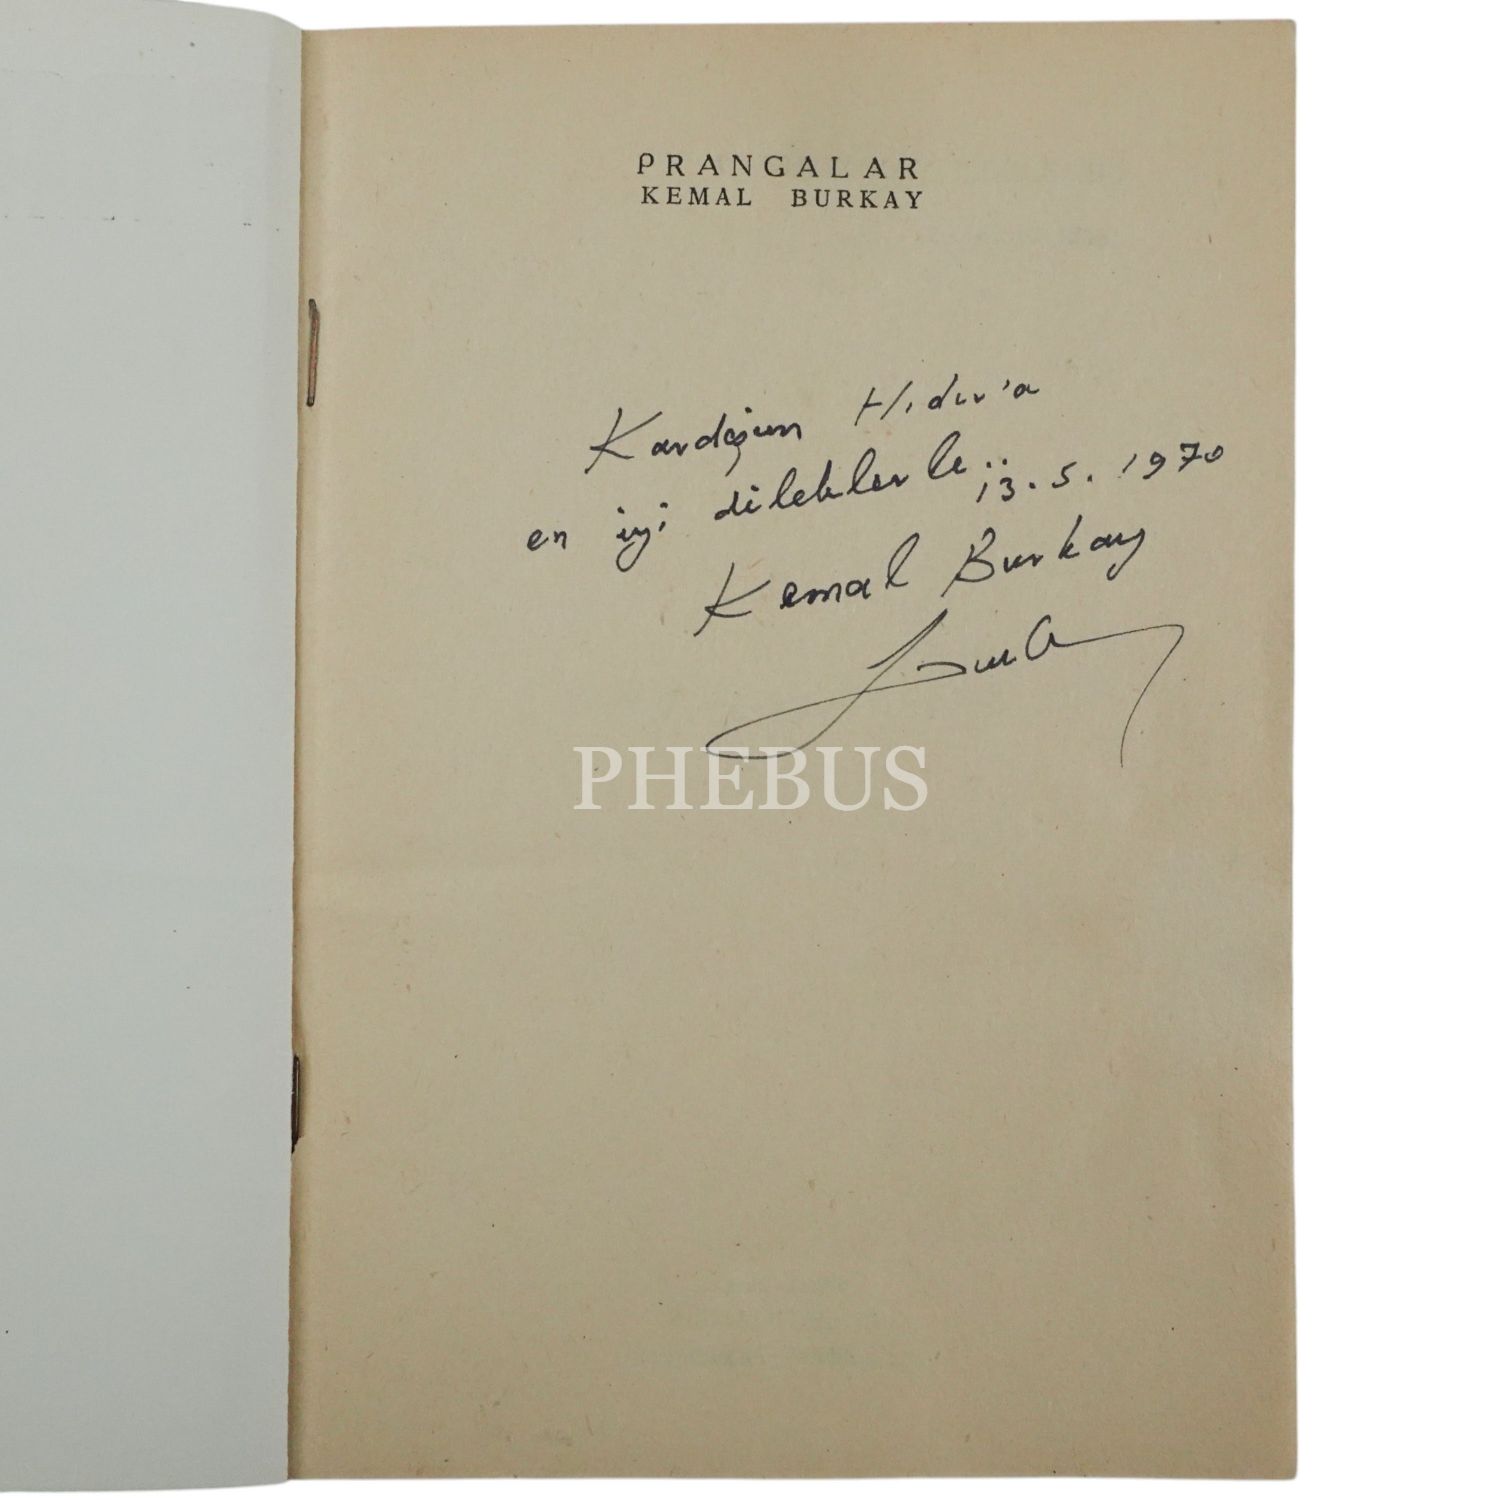 PRANGALAR
KEMAL BURKAY
Kardeşim Hıdır'a
en iyi dileklerle..
13.5.1970
Kemal Burkay
PHEBUS